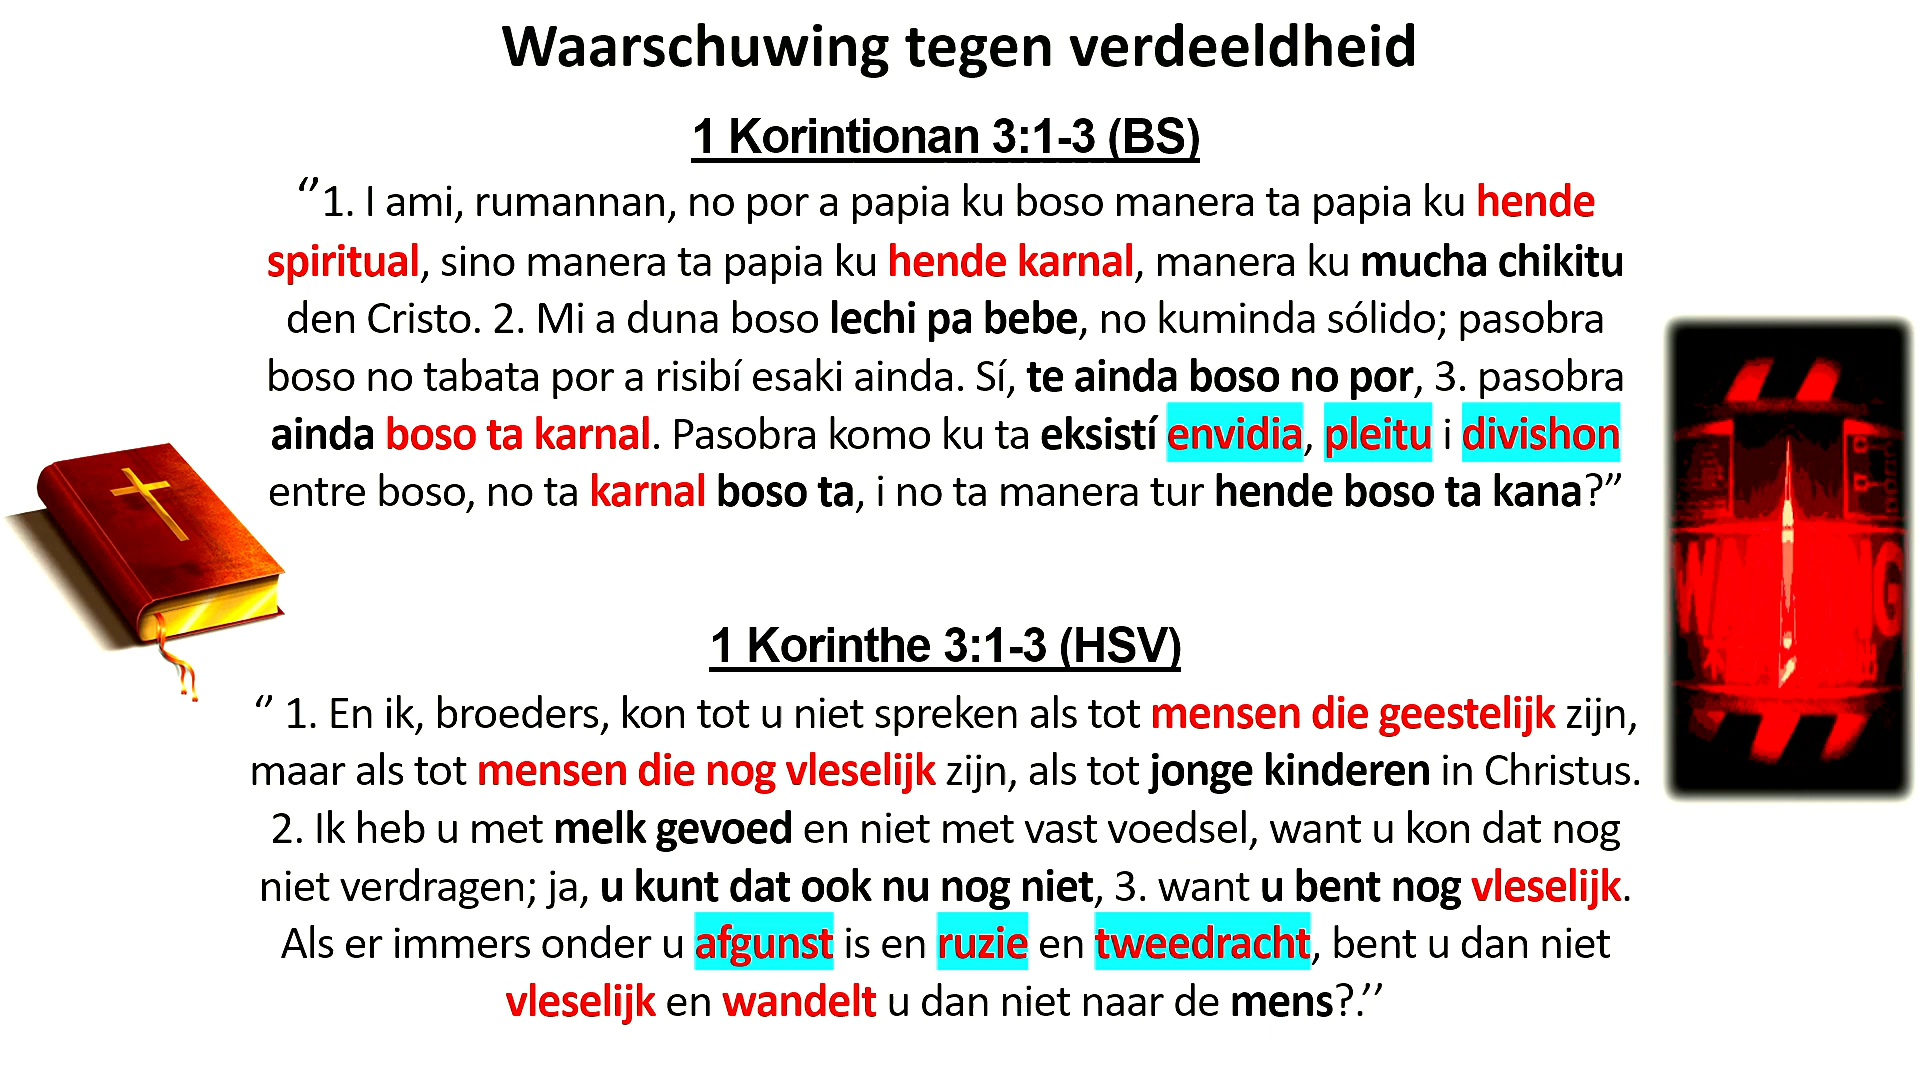 Waarschuwing tegen verdeeldheid
1 Korintionan 3:1-3 (BS)
‘’1. I ami, rumannan, no por a papia ku boso manera ta papia ku hende
spiritual, sino manera ta papia ku hende karnal, manera ku mucha chikitu
den Cristo. 2. Mi a duna boso lechi pa bebe, no kuminda sólido; pasobra
boso no tabata por a risibí esaki ainda. Sí, te ainda boso no por, 3. pasobra
ainda boso ta karnal. Pasobra komo ku ta eksistí envidia, pleitu i divishon
entre boso, no ta karnal boso ta, i no ta manera tur hende boso ta kana?”
1 Korinthe 3:1-3 (HSV)
‘’ 1. En ik, broeders, kon tot u niet spreken als tot mensen die geestelijk zijn,
maar als tot mensen die nog vleselijk zijn, als tot jonge kinderen in Christus.
2. Ik heb u met melk gevoed en niet met vast voedsel, want u kon dat nog
niet verdragen; ja, u kunt dat ook nu nog niet, 3. want u bent nog vleselijk.
Als er immers onder u afgunst is en ruzie en tweedracht, bent u dan niet
vleselijk en wandelt u dan niet naar de mens?.’’